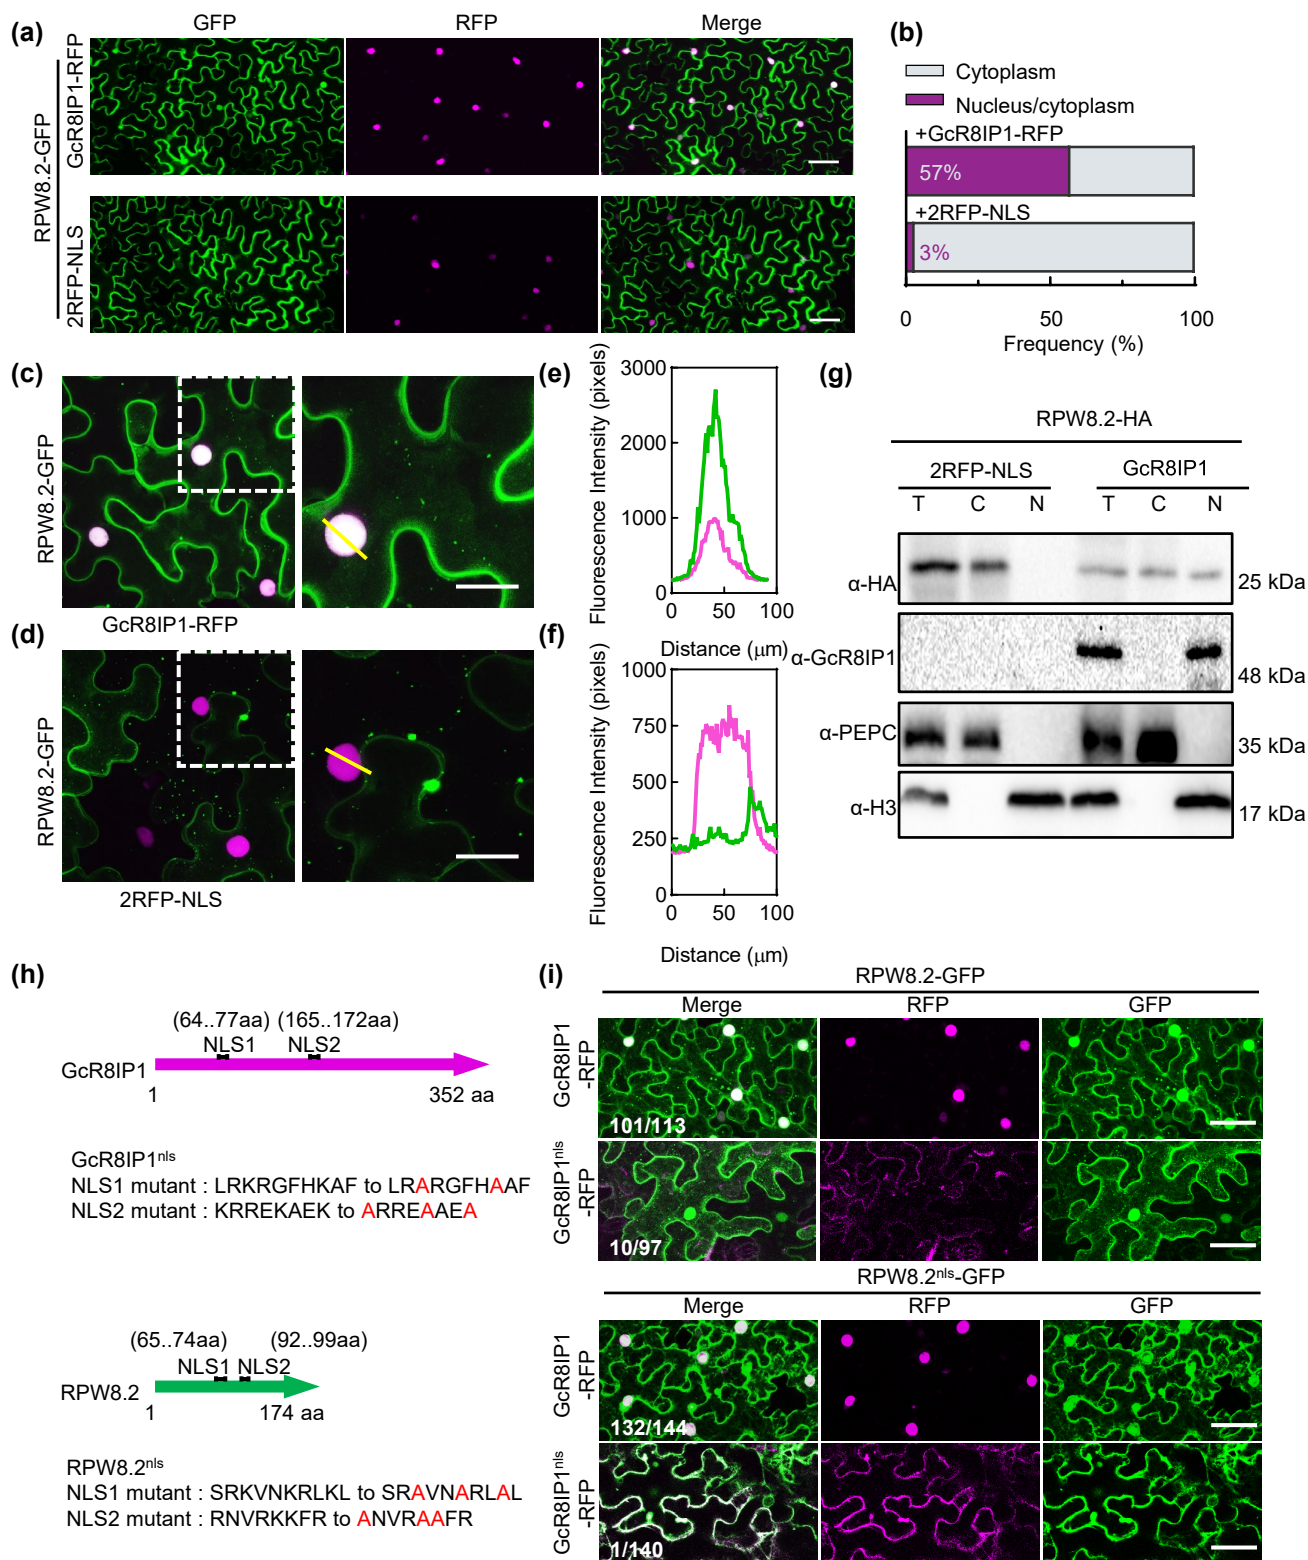 (a)
GFP
RFP
Merge
RPW8.2-GFP
GcR8IP1-RFP
2RFP-NLS
(b)
Cytoplasm
Nucleus/cytoplasm
+GcR8IP1-RFP
57%
+2RFP-NLS
3%
0 50 100
Frequency (%)
(c)
RPW8.2-GFP
GcR8IP1-RFP
(d)
RPW8.2-GFP
2RFP-NLS
(e)
Fluorescence Intensity (pixels)
3000
2000
1000
0
0 50 100
Distance (μm)
(f)
Fluorescence Intensity (pixels)
1000
750
500
250
0
0 50 100
Distance (μm)
(g)
RPW8.2-HA
2RFP-NLS GcR8IP1
T C N T C N
α-HA 25 kDa
α-GcR8IP1 48 kDa
α-PEPC 35 kDa
α-H3 17 kDa
(h)
(64..77aa) (165..172aa)
NLS1 NLS2
GcR8IP1
1 352 aa
GcR8IP1nls
NLS1 mutant : LRKRGFHKAF to LRARGFHAAF
NLS2 mutant : KRREKAEK to ARREAAEA
(65..74aa) (92..99aa)
NLS1 NLS2
RPW8.2
1 174 aa
RPW8.2nls
NLS1 mutant : SRKVNKRLKL to SRAVNARLAL
NLS2 mutant : RNVRKKFR to ANVRAAFR
(i)
RPW8.2-GFP
Merge RFP GFP
GcR8IP1
-RFP
101/113
GcR8IP1nls
-RFP
10/97
RPW8.2nls-GFP
Merge RFP GFP
GcR8IP1
-RFP
132/144
GcR8IP1nls
-RFP
1/140